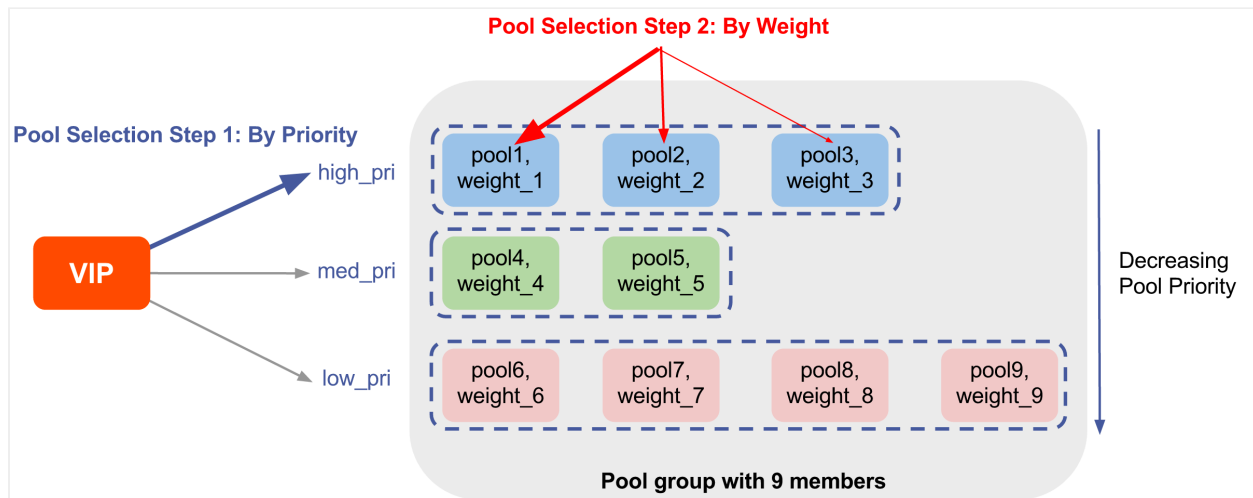 Pool Selection Step 2: By Weight
Pool Selection Step 1: By Priority
high_pri
pool1,
weight_1
pool2,
weight_2
pool3,
weight_3
VIP
med_pri
pool4,
weight_4
pool5,
weight_5
Decreasing
Pool Priority
low_pri
pool6,
weight_6
pool7,
weight_7
pool8,
weight_8
pool9,
weight_9
Pool group with 9 members